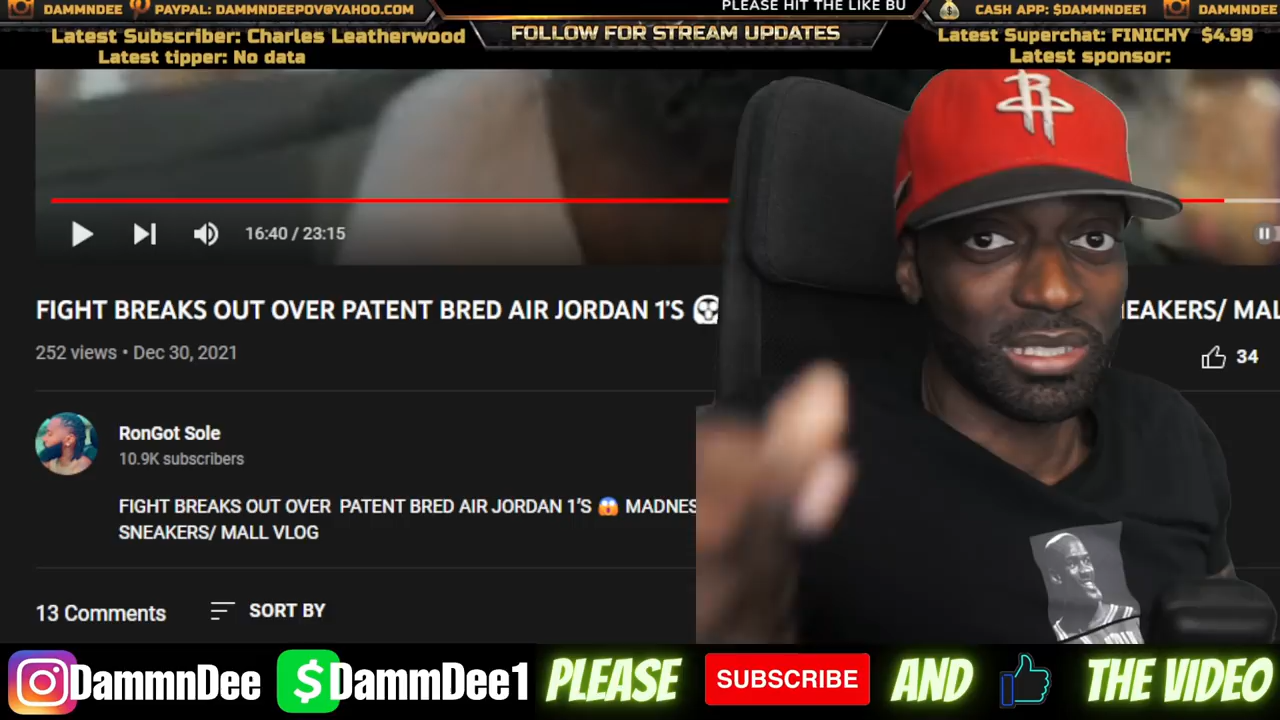 DAMMNDEE
PAYPAL: DAMMNDEEPOV@YAHOO.COM
PLEASE HIT THE LIKE BU
CASH APP: $DAMMNDEE1
DAMMNDEE
Latest Subscriber: Charles Leatherwood
FOLLOW FOR STREAM UPDATES
Latest Superchat: FINICHY $4.99
Latest tipper: No data
Latest sponsor:
16:40 / 23:15
FIGHT BREAKS OUT OVER PATENT BRED AIR JORDAN 1'S EAKERS/ MAL
252 views • Dec 30, 2021
34
RonGot Sole
10.9K subscribers
FIGHT BREAKS OUT OVER PATENT BRED AIR JORDAN 1'S 😱 MADNES
SNEAKERS/ MALL VLOG
13 Comments
SORT BY
DammnDee
$DammDee1
PLEASE SUBSCRIBE AND THE VIDEO